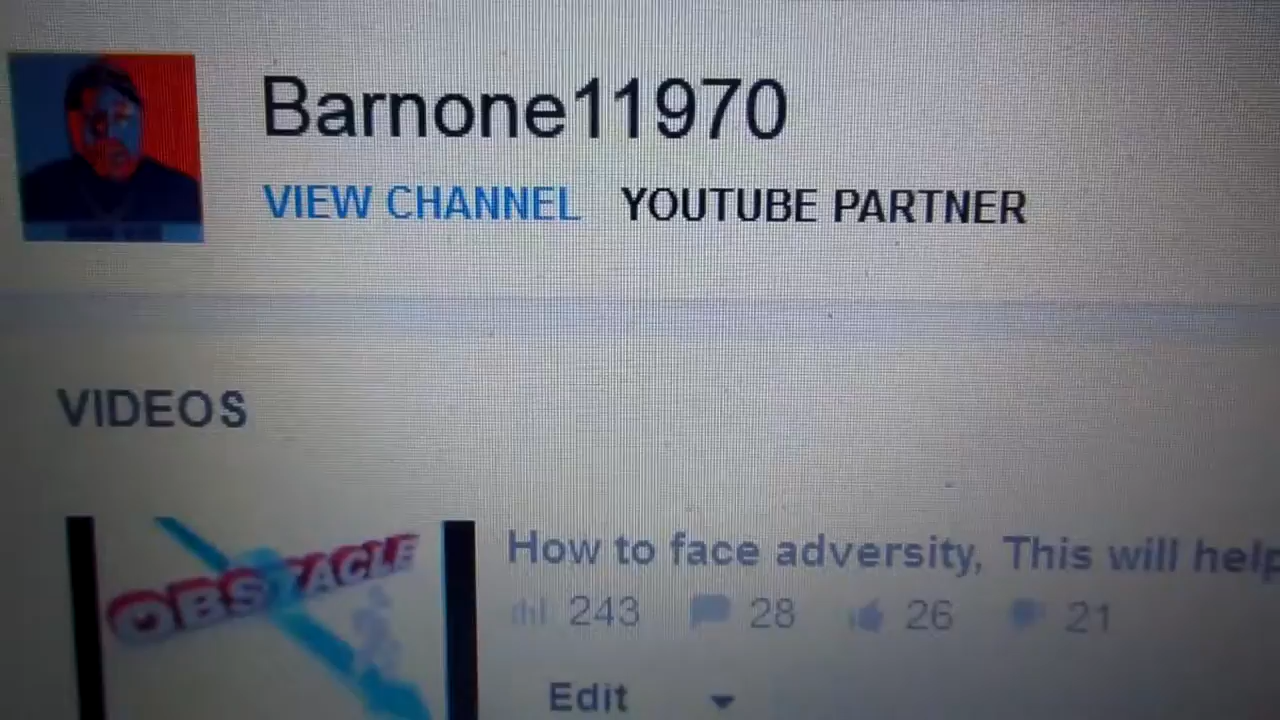 Barnone11970
VIEW CHANNEL YOUTUBE PARTNER
VIDEOS
OBSTACLE
How to face adversity, This will help
243 28 26 21
Edit